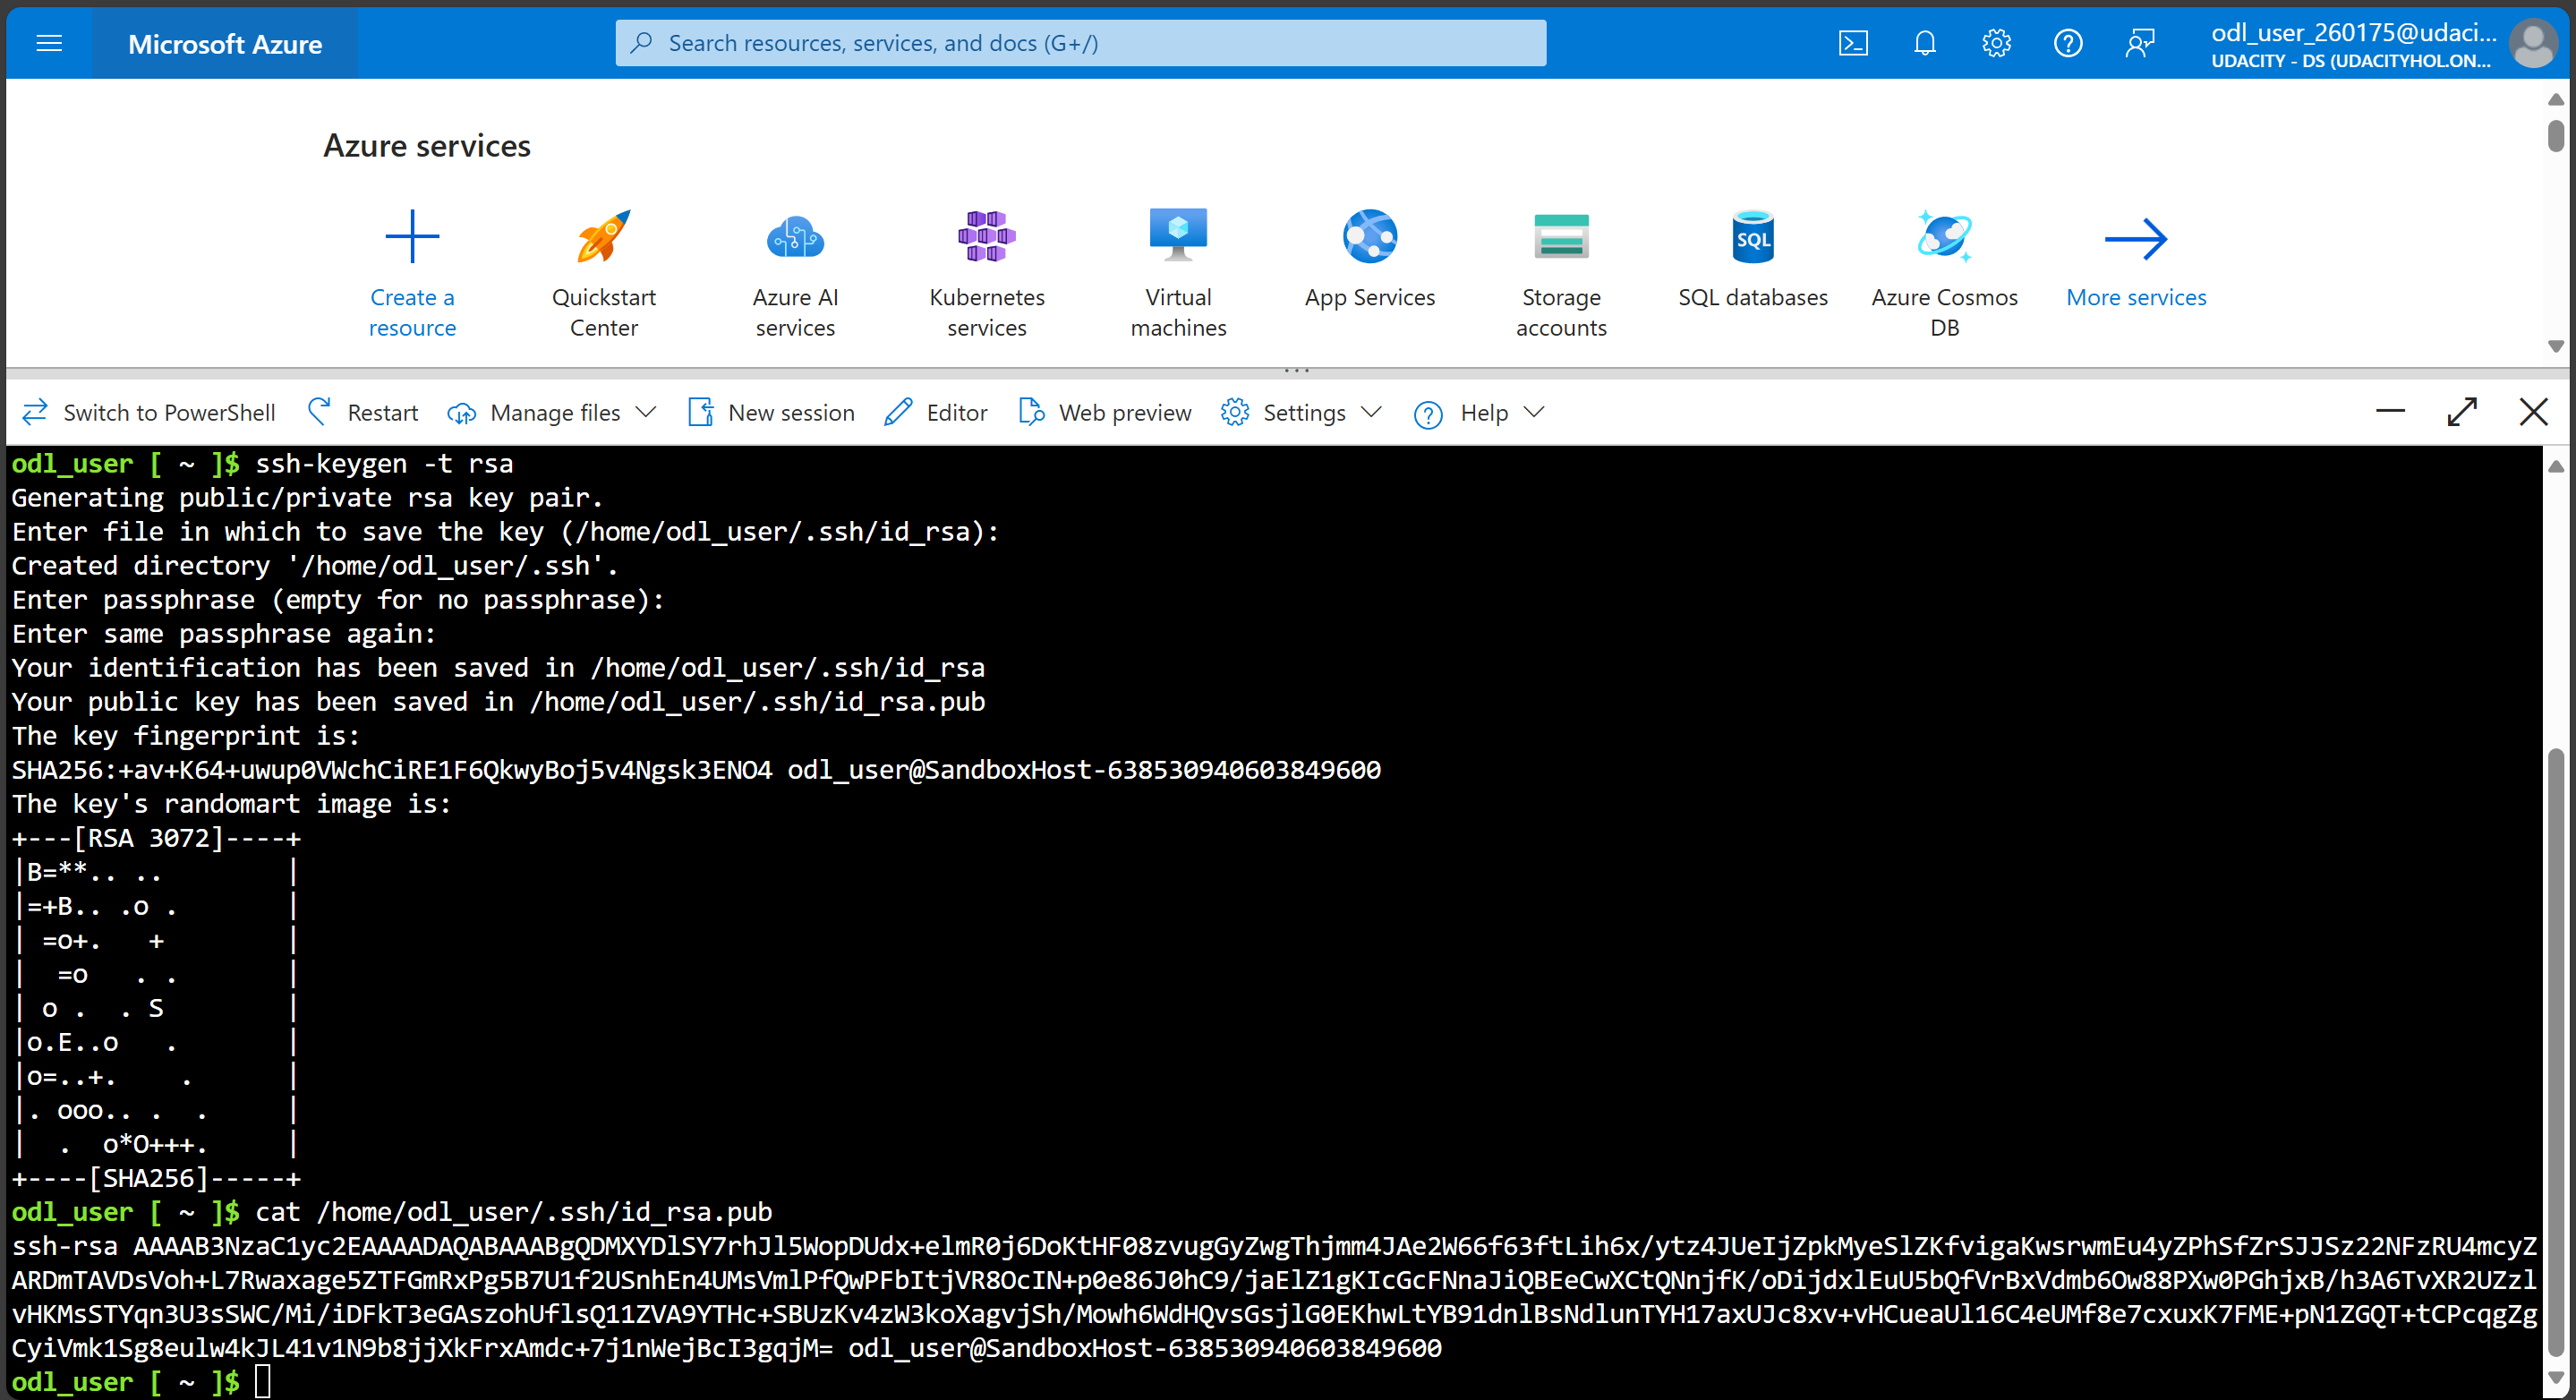 Microsoft Azure
Search resources, services, and docs (G+/)
odl_user_260175@udaci...
UDACITY - DS (UDACITYHOL.ON...
Azure services
Create a resource
Quickstart Center
Azure AI services
Kubernetes services
Virtual machines
App Services
Storage accounts
SQL databases
Azure Cosmos DB
More services
Switch to PowerShell Restart Manage files New session Editor Web preview Settings Help
odl_user [ ~ ]$ ssh-keygen -t rsa
Generating public/private rsa key pair.
Enter file in which to save the key (/home/odl_user/.ssh/id_rsa):
Created directory '/home/odl_user/.ssh'.
Enter passphrase (empty for no passphrase):
Enter same passphrase again:
Your identification has been saved in /home/odl_user/.ssh/id_rsa
Your public key has been saved in /home/odl_user/.ssh/id_rsa.pub
The key fingerprint is:
SHA256:+av+K64+uwup0VWchCiRE1F6QkwyBoj5v4Ngsk3ENO4 odl_user@SandboxHost-638530940603849600
The key's randomart image is:
+---[RSA 3072]----+
|B=**.. ..        |
|=+B.. .o .       |
| =o+.   +        |
|  =o   . .       |
| o .  . S        |
|o.E..o   .       |
|o=..+.    .      |
|. ooo.. .  .     |
|  .  o*O+++.     |
+----[SHA256]-----+
odl_user [ ~ ]$ cat /home/odl_user/.ssh/id_rsa.pub
ssh-rsa AAAAB3NzaC1yc2EAAAADAQABAAABgQDMXYDlSY7rhJl5WopDUdx+elmR0j6DoKtHF08zvugGyZwgThjmm4JAe2W66f63ftLih6x/ytz4JUeIjZpkMyeSlZKfvigaKwsrwmEu4yZPhSfZrSJJSz22NFzRU4mcyZ
ARDmTAVDsVoh+L7Rwaxage5ZTFGmRxPg5B7U1f2USnhEn4UMsVmlPfQwPFbItjVR8OcIN+p0e86J0hC9/jaElZ1gKIcGcFNnaJiQBEeCwXCtQNnjfK/oDijdxlEuU5bQfVrBxVdmb6Ow88PXw0PGhjxB/h3A6TvXR2UZzl
vHKMsSTYqn3U3sSWC/Mi/iDFkT3eGAszohUflsQ11ZVA9YTHc+SBUzKv4zW3koXagvjSh/Mowh6WdHQvsGsjlG0EKhwLtYB91dnlBsNdlunTYH17axUJc8xv+vHCueaUl16C4eUMf8e7cxuxK7FME+pN1ZGQT+tCPcqgZg
CyiVmk1Sg8eulw4kJL41v1N9b8jjXkFrxAmdc+7j1nWejBcI3gqjM= odl_user@SandboxHost-638530940603849600
odl_user [ ~ ]$